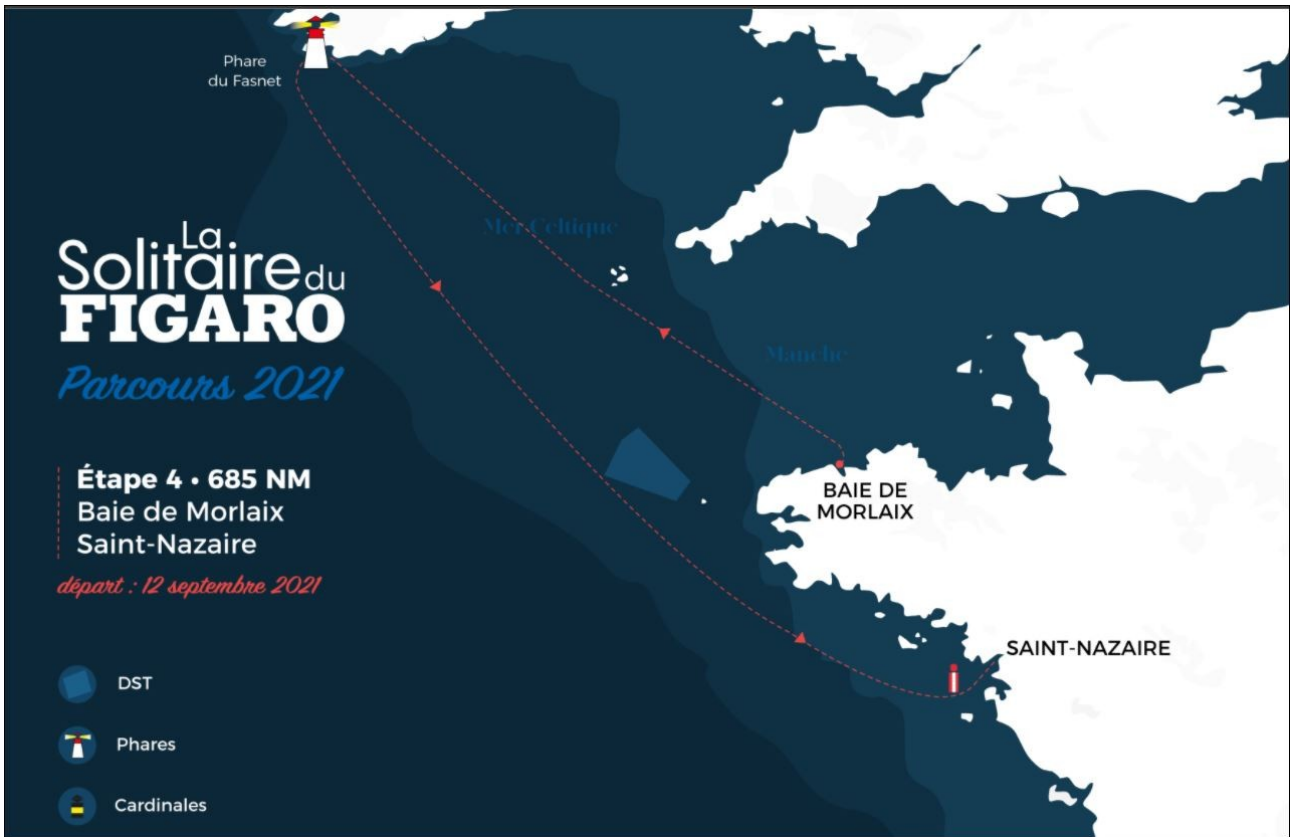 Phare
du Fasnet
Mer Celtique
La
Solitaire du
FIGARO
Parcours 2021
Manche
Étape 4 • 685 NM
Baie de Morlaix
Saint-Nazaire
départ : 12 septembre 2021
BAIE DE
MORLAIX
SAINT-NAZAIRE
DST
Phares
Cardinales